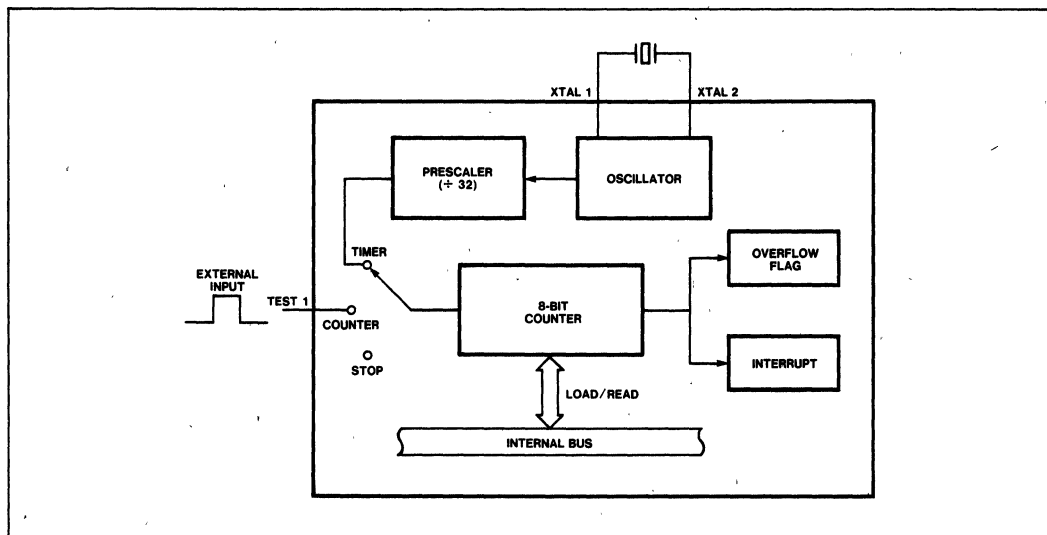 XTAL 1
XTAL 2
PRESCALER
(÷ 32)
OSCILLATOR
TIMER
OVERFLOW
FLAG
EXTERNAL
INPUT
TEST 1
COUNTER
8-BIT
COUNTER
STOP
INTERRUPT
LOAD/READ
INTERNAL BUS